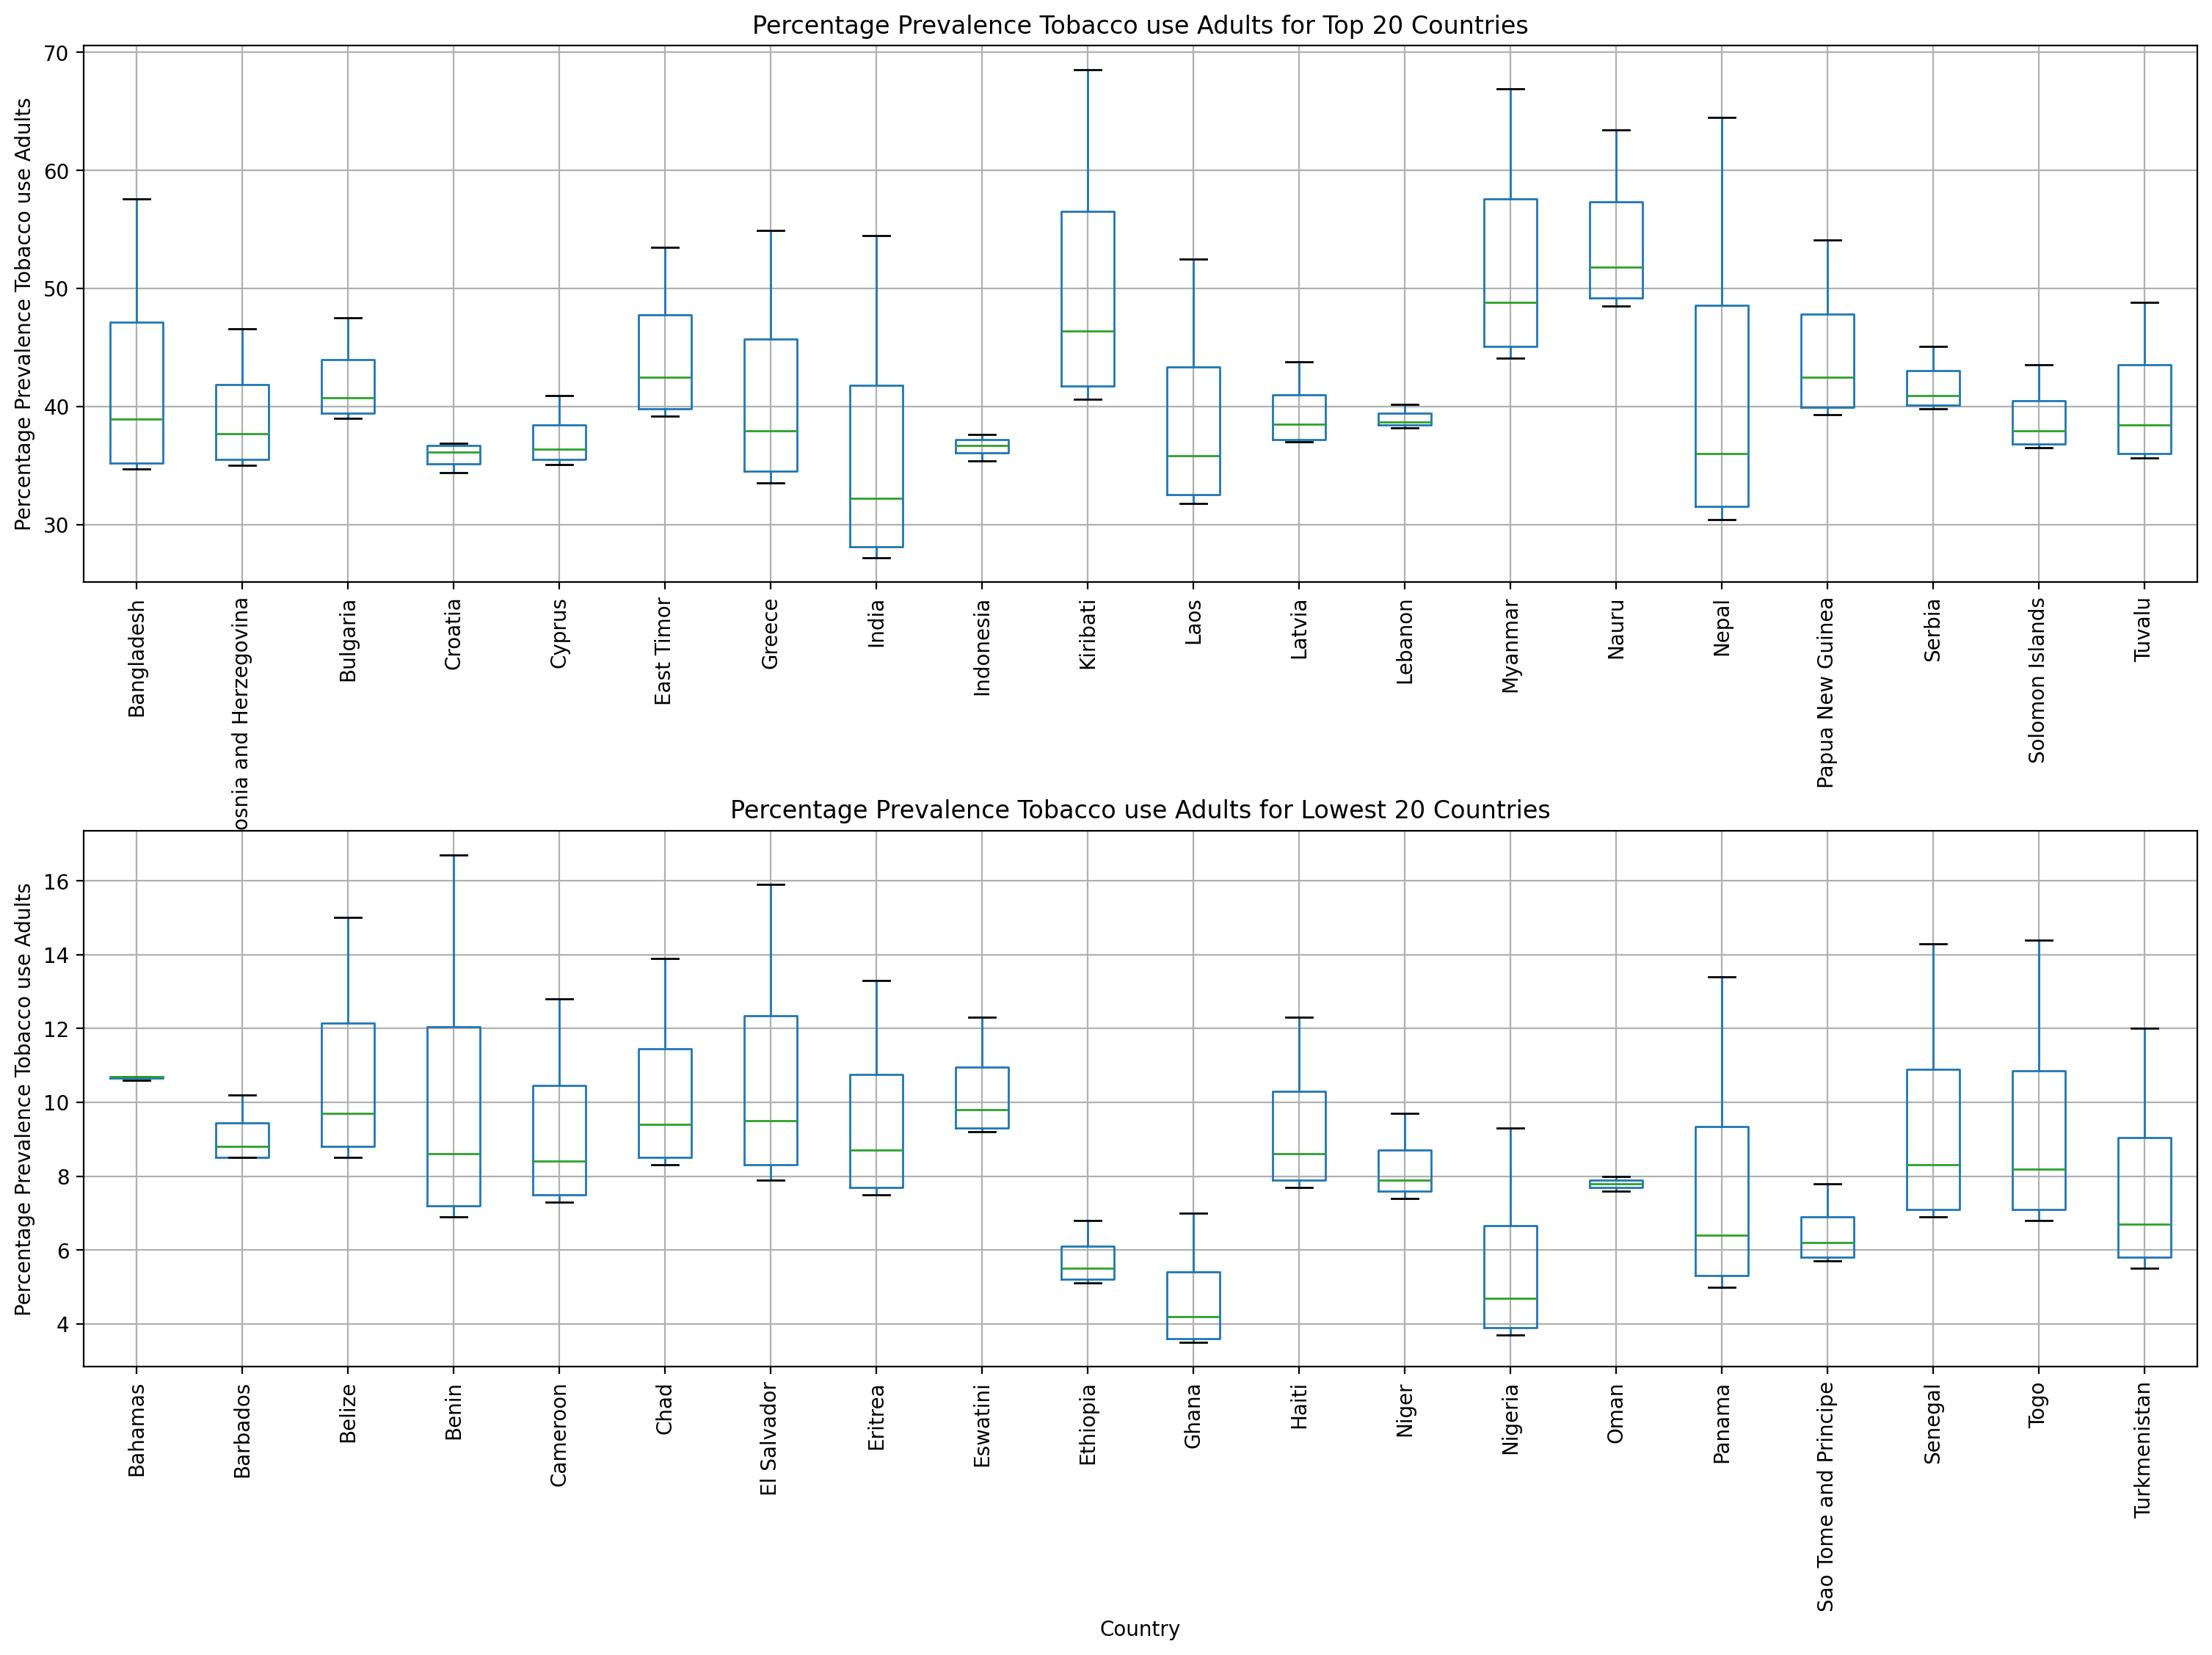 Percentage Prevalence Tobacco use Adults for Top 20 Countries
Percentage Prevalence Tobacco use Adults
70
60
50
40
30
Bangladesh
osnia and Herzegovina
Bulgaria
Croatia
Cyprus
East Timor
Greece
India
Indonesia
Kiribati
Laos
Latvia
Lebanon
Myanmar
Nauru
Nepal
Papua New Guinea
Serbia
Solomon Islands
Tuvalu
Percentage Prevalence Tobacco use Adults for Lowest 20 Countries
Percentage Prevalence Tobacco use Adults
16
14
12
10
8
6
4
Bahamas
Barbados
Belize
Benin
Cameroon
Chad
El Salvador
Eritrea
Eswatini
Ethiopia
Ghana
Haiti
Niger
Nigeria
Oman
Panama
Sao Tome and Principe
Senegal
Togo
Turkmenistan
Country